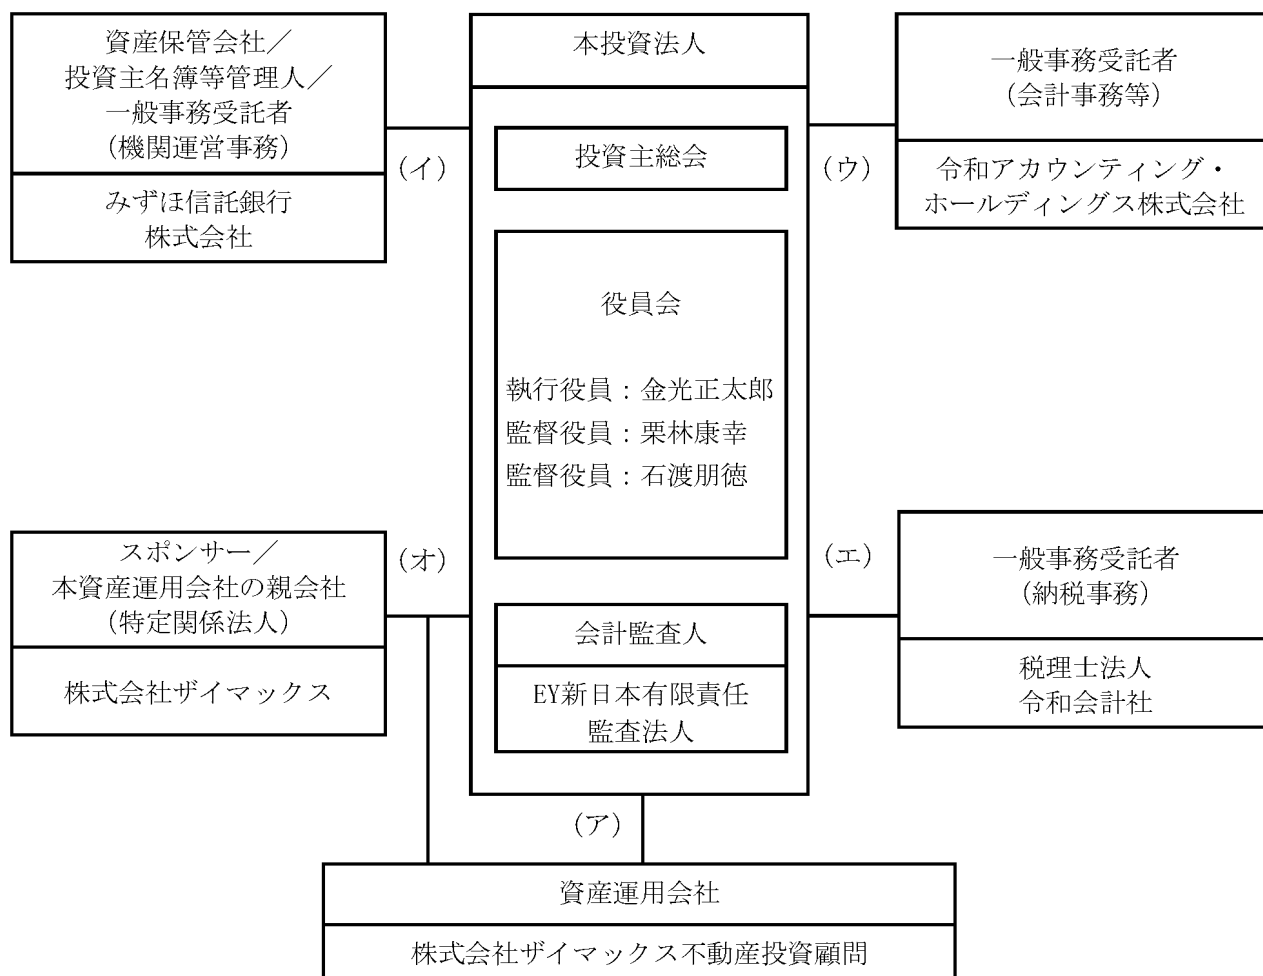 資産保管会社／
投資主名簿等管理人／
一般事務受託者
（機関運営事務）
みずほ信託銀行
株式会社
（イ）
本投資法人
投資主総会
役員会
執行役員：金光正太郎
監督役員：栗林康幸
監督役員：石渡朋徳
会計監査人
EY新日本有限責任
監査法人
（ウ）
一般事務受託者
（会計事務等）
令和アカウンティング・
ホールディングス株式会社
スポンサー／
本資産運用会社の親会社
（特定関係法人）
株式会社ザイマックス
（オ）
（エ）
一般事務受託者
（納税事務）
税理士法人
令和会計社
（ア）
資産運用会社
株式会社ザイマックス不動産投資顧問